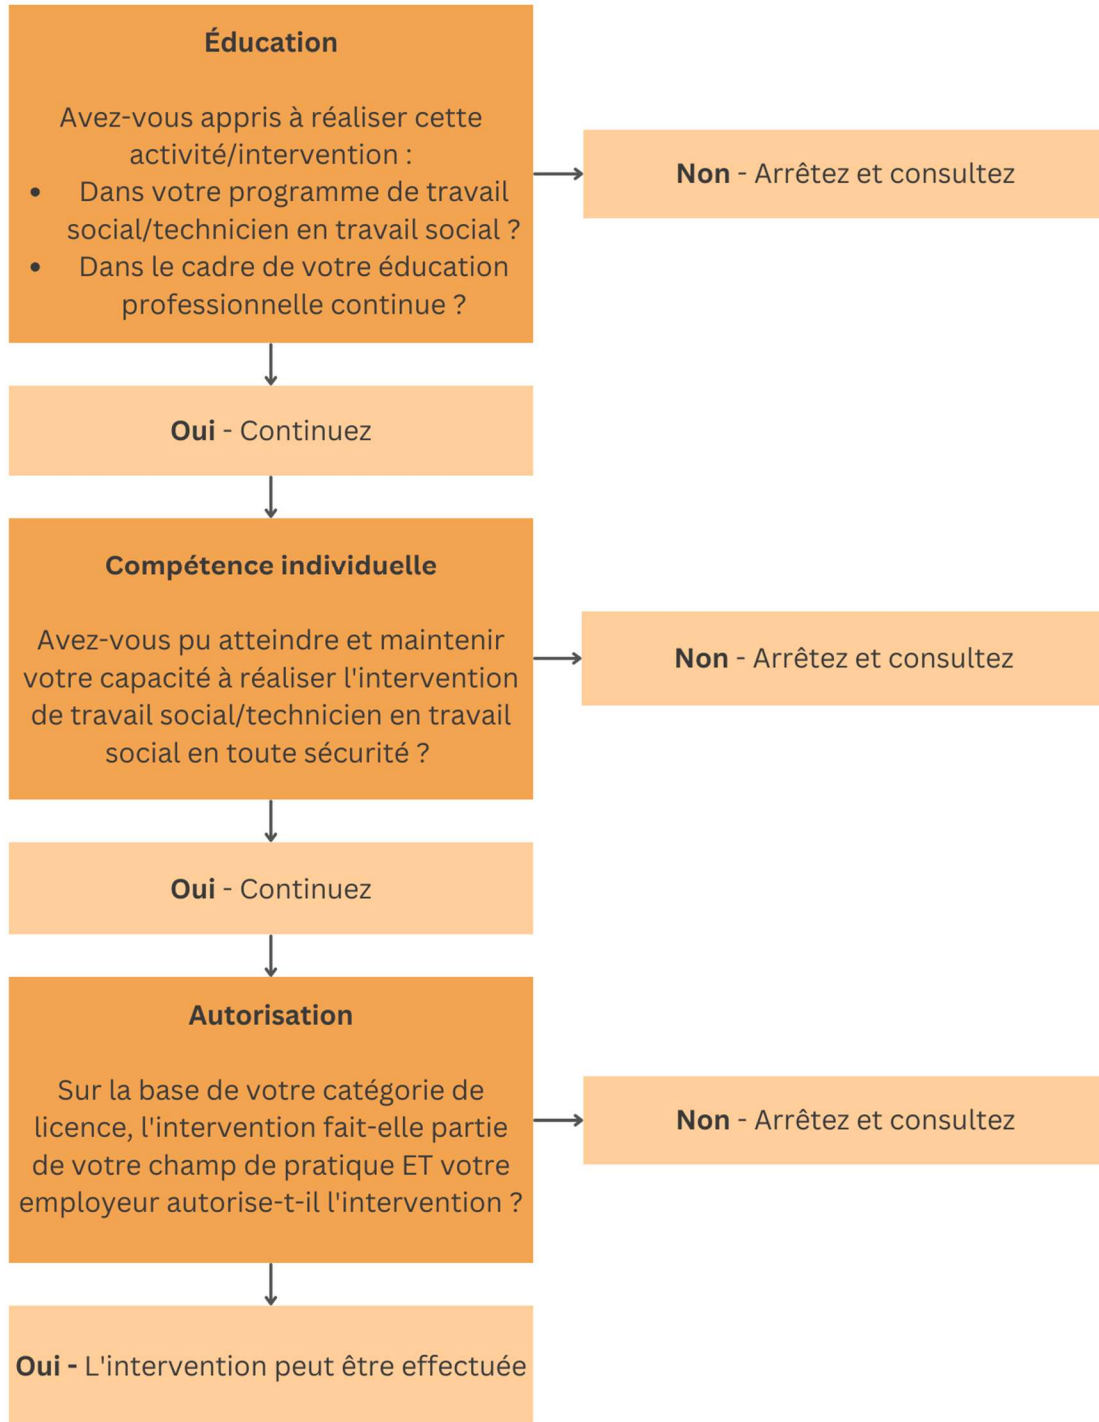 Éducation
Avez-vous appris à réaliser cette
activité/intervention :
• Dans votre programme de travail
social/technicien en travail social ?
• Dans le cadre de votre éducation
professionnelle continue ?
Non - Arrêtez et consultez
Oui - Continuez
Compétence individuelle
Avez-vous pu atteindre et maintenir
votre capacité à réaliser l'intervention
de travail social/technicien en travail
social en toute sécurité ?
Non - Arrêtez et consultez
Oui - Continuez
Autorisation
Sur la base de votre catégorie de
licence, l'intervention fait-elle partie
de votre champ de pratique ET votre
employeur autorise-t-il l'intervention ?
Non - Arrêtez et consultez
Oui - L'intervention peut être effectuée